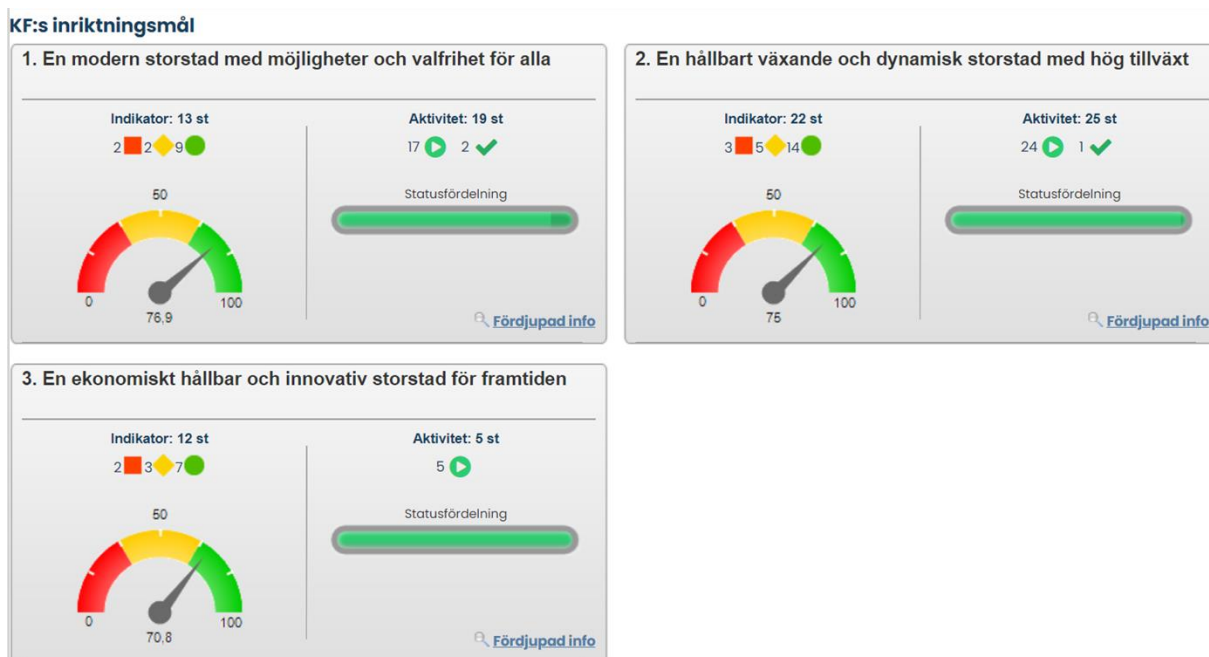 KF:s inriktningsmål
1. En modern storstad med möjligheter och valfrihet för alla
Indikator: 13 st
2 2 9
50
0 100
76,9
Aktivitet: 19 st
17 2
Statusfördelning
Fördjupad info
2. En hållbart växande och dynamisk storstad med hög tillväxt
Indikator: 22 st
3 5 14
50
0 100
75
Aktivitet: 25 st
24 1
Statusfördelning
Fördjupad info
3. En ekonomiskt hållbar och innovativ storstad för framtiden
Indikator: 12 st
2 3 7
50
0 100
70,8
Aktivitet: 5 st
5
Statusfördelning
Fördjupad info